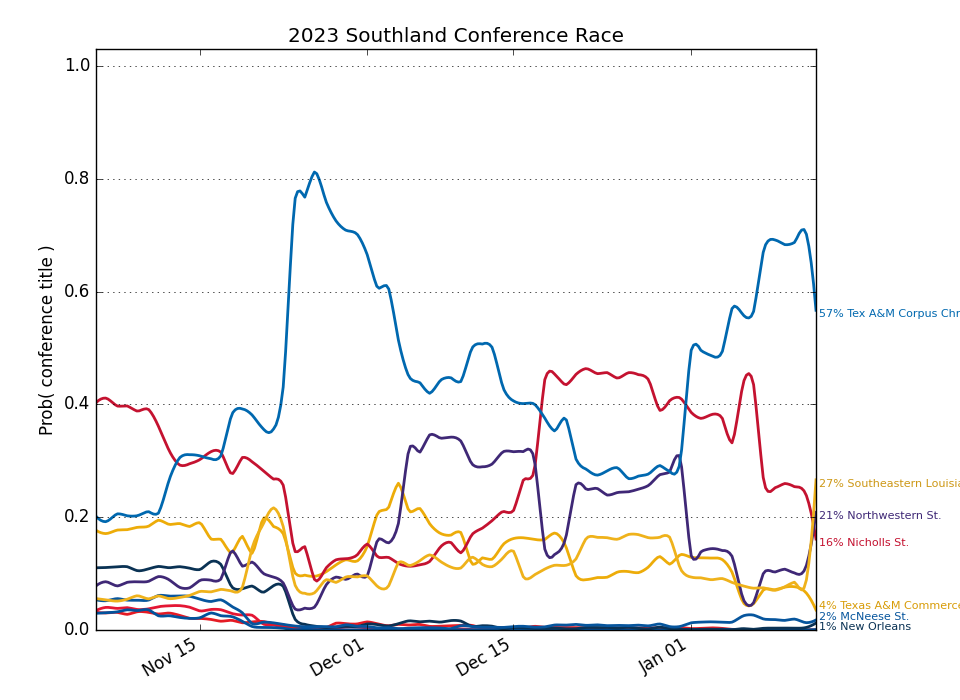 2023 Southland Conference Race
Prob( conference title )
1.0
0.8
0.6
0.4
0.2
0.0
Nov 15
Dec 01
Dec 15
Jan 01
57% Tex A&M Corpus Chr
27% Southeastern Louisia
21% Northwestern St.
16% Nicholls St.
4% Texas A&M Commerce
2% McNeese St.
1% New Orleans